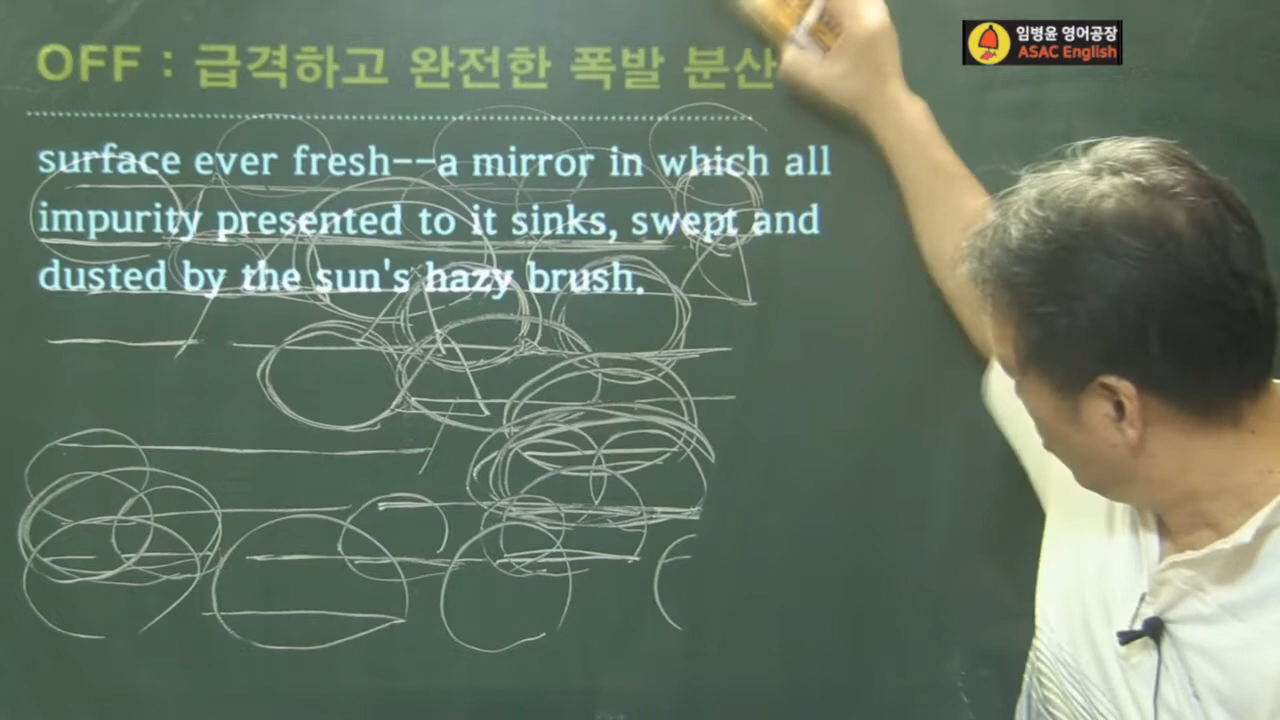 임병윤 영어공장
ASAC English
OFF : 급격하고 완전한 폭발 분산
surface ever fresh--a mirror in which all
impurity presented to it sinks, swept and
dusted by the sun's hazy brush.